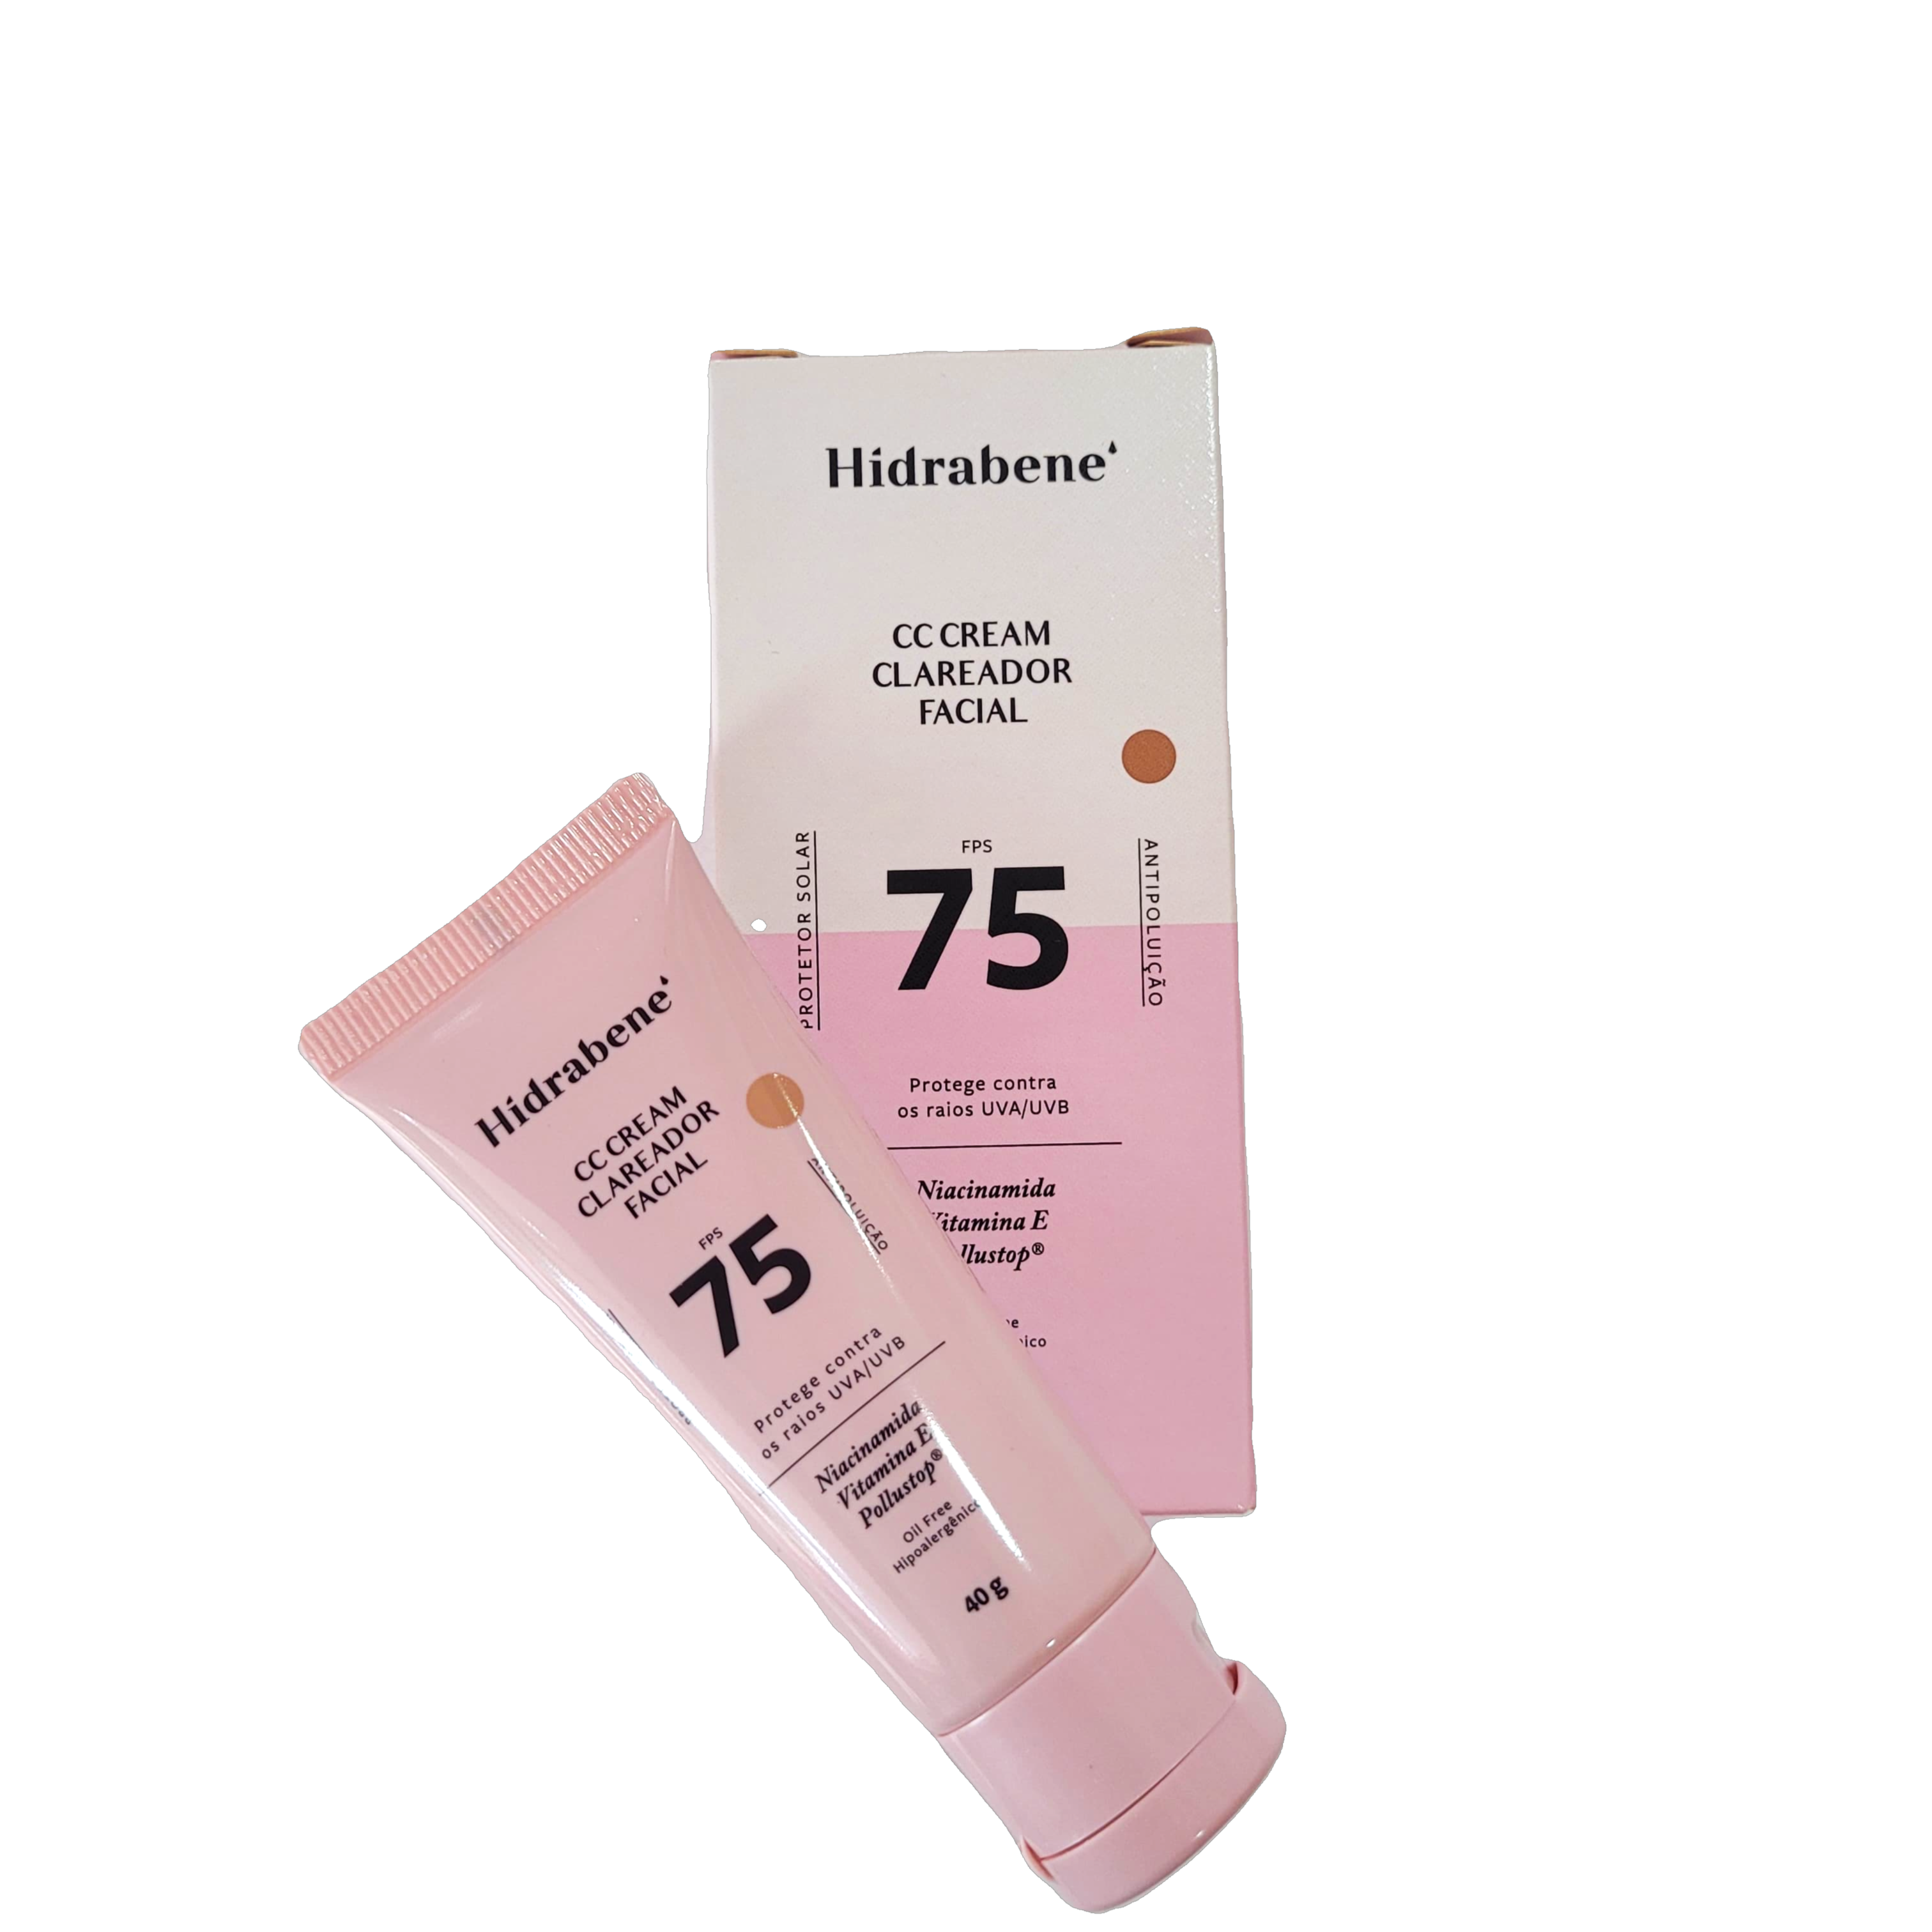 Hidrabene
CC CREAM
CLAREADOR
FACIAL
PROTETOR SOLAR
FPS
75
ANTIPOLUIÇÃO
Protege contra
os raios UVA/UVB
Niacinamida
Vitamina E
Hidrabene
CC CREAM
CLAREADOR
FACIAL
FPS
75
ANTIPOLUIÇÃO
Protege contra
os raios UVA/UVB
Niacinamida
Vitamina E
Pollustop®
Oil Free
Hipoalergênico
40 g